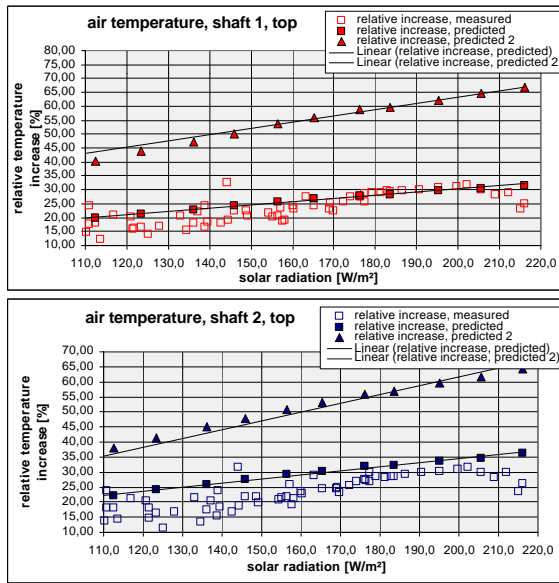 air temperature, shaft 1, top
relative increase, measured
relative increase, predicted
relative increase, predicted 2
Linear (relative increase, predicted)
Linear (relative increase, predicted 2
relative temperature
increase [%]
80,00
75,00
70,00
65,00
60,00
55,00
50,00
45,00
40,00
35,00
30,00
25,00
20,00
15,00
10,00
110,0 120,0 130,0 140,0 150,0 160,0 170,0 180,0 190,0 200,0 210,0 220,0
solar radiation [W/m²]
air temperature, shaft 2, top
relative increase, measured
relative increase, predicted
relative increase, predicted 2
Linear (relative increase, predicted)
Linear (relative increase, predicted 2)
relative temperature
increase [%]
70,00
65,00
60,00
55,00
50,00
45,00
40,00
35,00
30,00
25,00
20,00
15,00
10,00
110,0 120,0 130,0 140,0 150,0 160,0 170,0 180,0 190,0 200,0 210,0 220,0
solar radiation [W/m²]